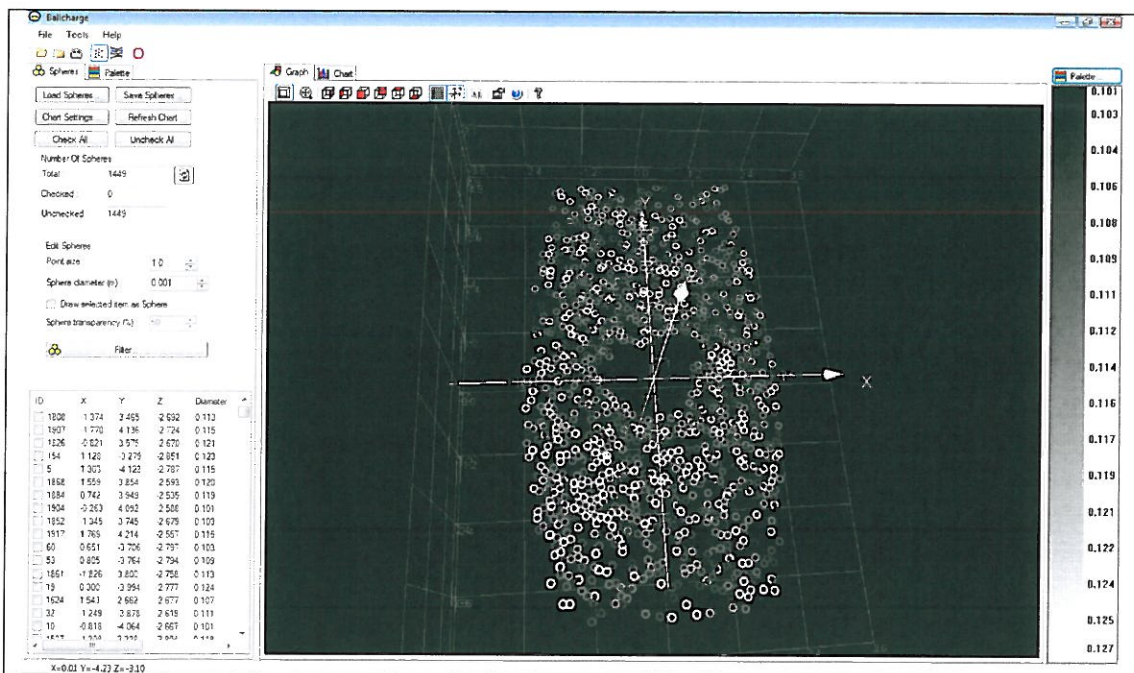 Ballcharge
File Tools Help
Spheres Palette
Load Spheres... Save Spheres
Chart Settings... Refresh Chart
Check All Uncheck All
Number Of Spheres
Total 1449
Checked 0
Unchecked 1449
Edit Spheres
Point size 1.0
Sphere diameter (m) 0.001
Draw selected item as Sphere
Sphere transparency (%)
Filter...
ID X Y Z Diameter
1808 1.374 3.465 -2.692 0.113
1907 -1.770 4.136 -2.724 0.115
1826 -0.821 3.575 2.670 0.121
154 1.128 -3.279 -2.851 0.123
5 1.363 -4.123 -2.787 0.115
1868 1.559 3.854 -2.593 0.120
1884 0.742 3.949 -2.535 0.119
1904 -0.263 4.092 -2.588 0.101
1852 1.345 3.745 -2.679 0.103
1917 1.769 4.214 -2.557 0.115
60 0.651 -3.706 -2.797 0.103
53 0.805 -3.764 -2.794 0.109
1861 -1.826 3.800 -2.758 0.113
19 0.300 -3.994 2.777 0.124
1624 1.541 2.662 2.677 0.107
32 1.249 3.878 2.615 0.111
10 -0.818 -4.064 -2.667 0.101
X=0.01 Y=-4.23 Z=-3.10
Graph Chart
Y
X
Palette...
0.101
0.103
0.104
0.106
0.108
0.109
0.111
0.112
0.114
0.116
0.117
0.119
0.121
0.122
0.124
0.125
0.127